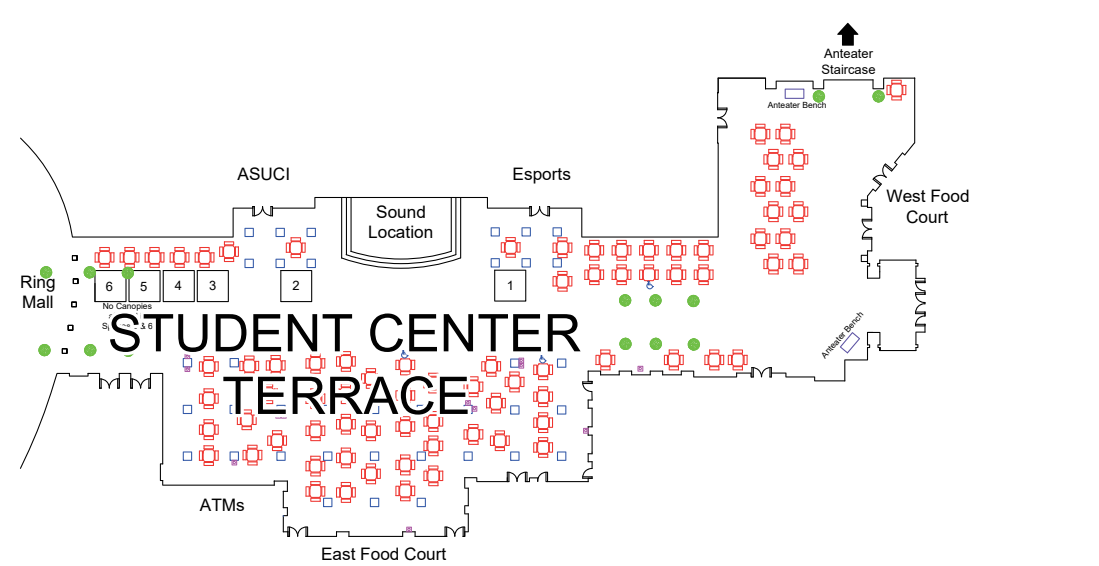 Anteater
Staircase
Anteater Bench
ASUCI
Esports
Sound
Location
West Food
Court
Ring
Mall
6
5
4
3
2
1
No Canopies
& 6
Anteater Bench
STUDENT CENTER
TERRACE
ATMs
East Food Court